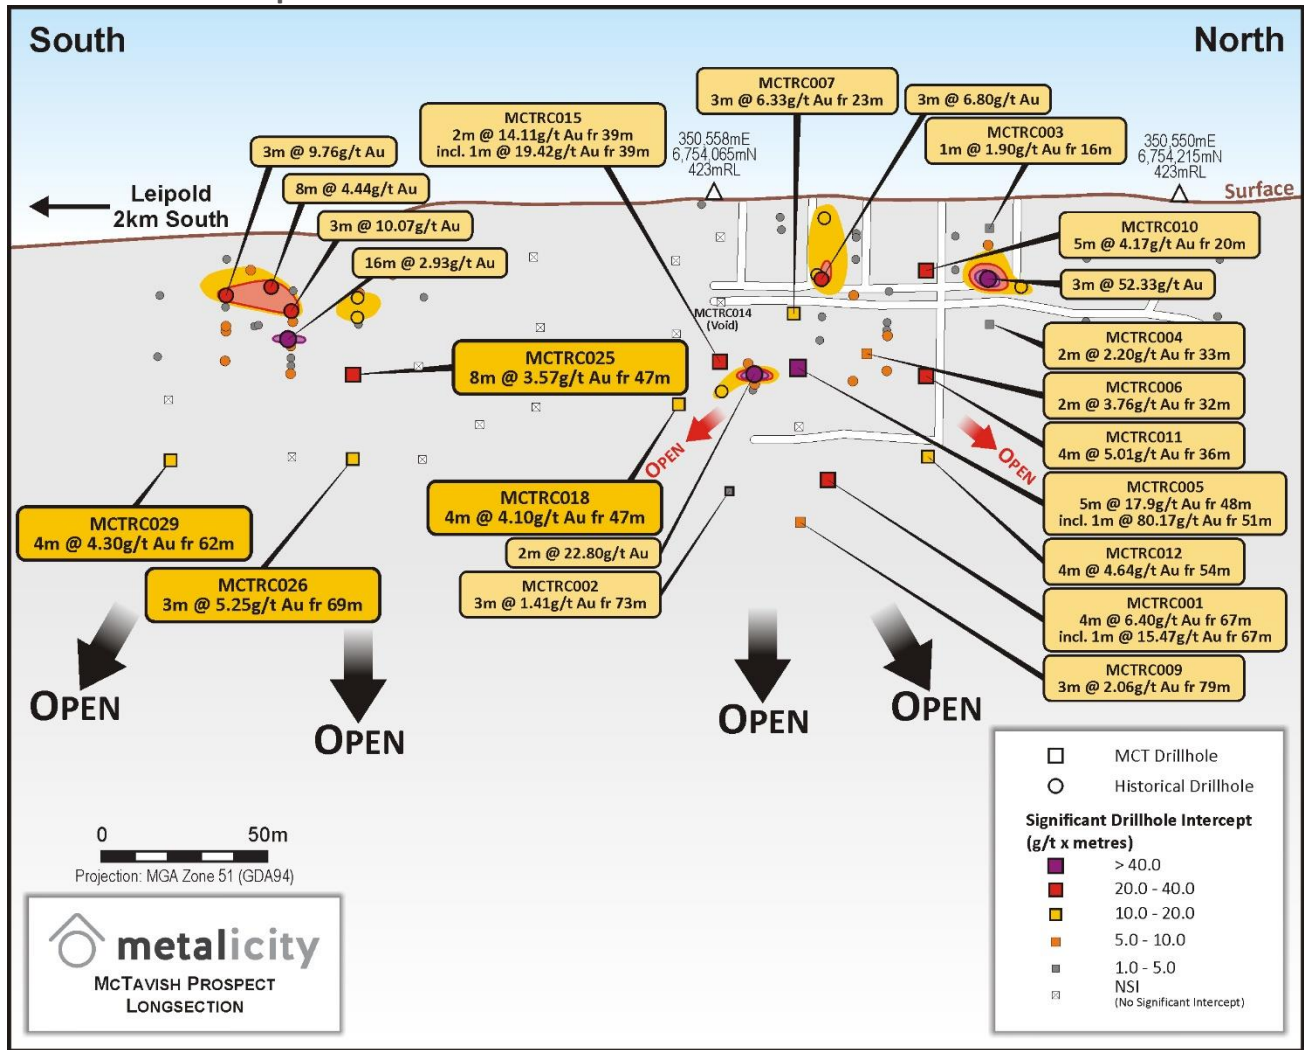 South
North
MCTRC007
3m @ 6.33g/t Au fr 23m
3m @ 6.80g/t Au
MCTRC015
2m @ 14.11g/t Au fr 39m
incl. 1m @ 19.42g/t Au fr 39m
MCTRC003
1m @ 1.90g/t Au fr 16m
350,558mE
6,754,065mN
423mRL
350,550mE
6,754,215mN
423mRL
3m @ 9.76g/t Au
8m @ 4.44g/t Au
3m @ 10.07g/t Au
16m @ 2.93g/t Au
Leipold
2km South
Surface
MCTRC010
5m @ 4.17g/t Au fr 20m
3m @ 52.33g/t Au
MCTRC014
(Void)
MCTRC004
2m @ 2.20g/t Au fr 33m
MCTRC025
8m @ 3.57g/t Au fr 47m
MCTRC006
2m @ 3.76g/t Au fr 32m
MCTRC011
4m @ 5.01g/t Au fr 36m
OPEN
OPEN
MCTRC018
4m @ 4.10g/t Au fr 47m
MCTRC005
5m @ 17.9g/t Au fr 48m
incl. 1m @ 80.17g/t Au fr 51m
MCTRC029
4m @ 4.30g/t Au fr 62m
2m @ 22.80g/t Au
MCTRC012
4m @ 4.64g/t Au fr 54m
MCTRC026
3m @ 5.25g/t Au fr 69m
MCTRC002
3m @ 1.41g/t Au fr 73m
MCTRC001
4m @ 6.40g/t Au fr 67m
incl. 1m @ 15.47g/t Au fr 67m
MCTRC009
3m @ 2.06g/t Au fr 79m
OPEN
OPEN
OPEN
OPEN
MCT Drillhole
Historical Drillhole
Significant Drillhole Intercept
(g/t x metres)
> 40.0
20.0 - 40.0
10.0 - 20.0
5.0 - 10.0
1.0 - 5.0
NSI
(No Significant Intercept)
0 50m
Projection: MGA Zone 51 (GDA94)
metalicity
MCTAVISH PROSPECT
LONGSECTION